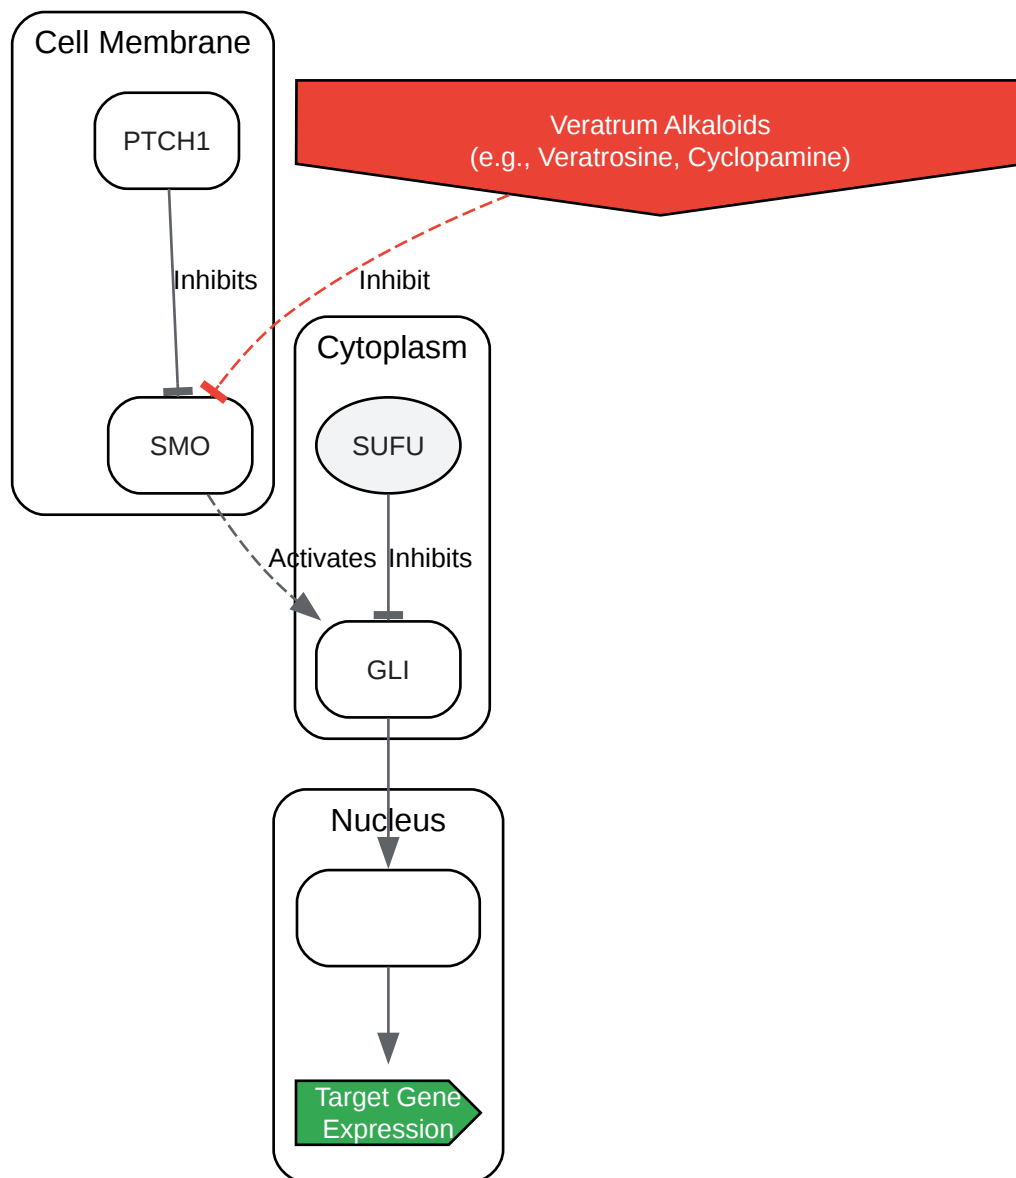 Cell Membrane
PTCH1
Veratrum Alkaloids
(e.g., Veratrosine, Cyclopamine)
Inhibits
Inhibit
Cytoplasm
SMO
SUFU
Activates
Inhibits
GLI
Nucleus
Target Gene
Expression